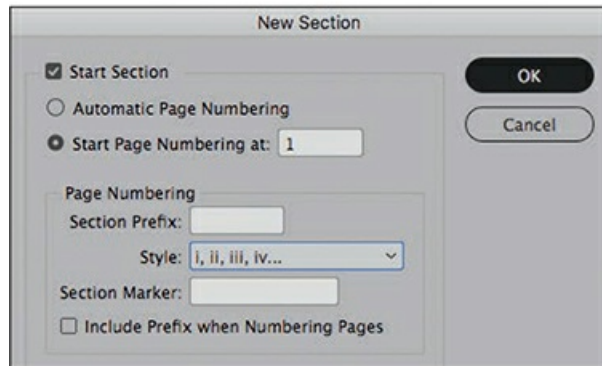 New Section
Start Section
OK
Automatic Page Numbering
Cancel
Start Page Numbering at: 1
Page Numbering
Section Prefix:
Style: i, ii, iii, iv...
Section Marker:
Include Prefix when Numbering Pages